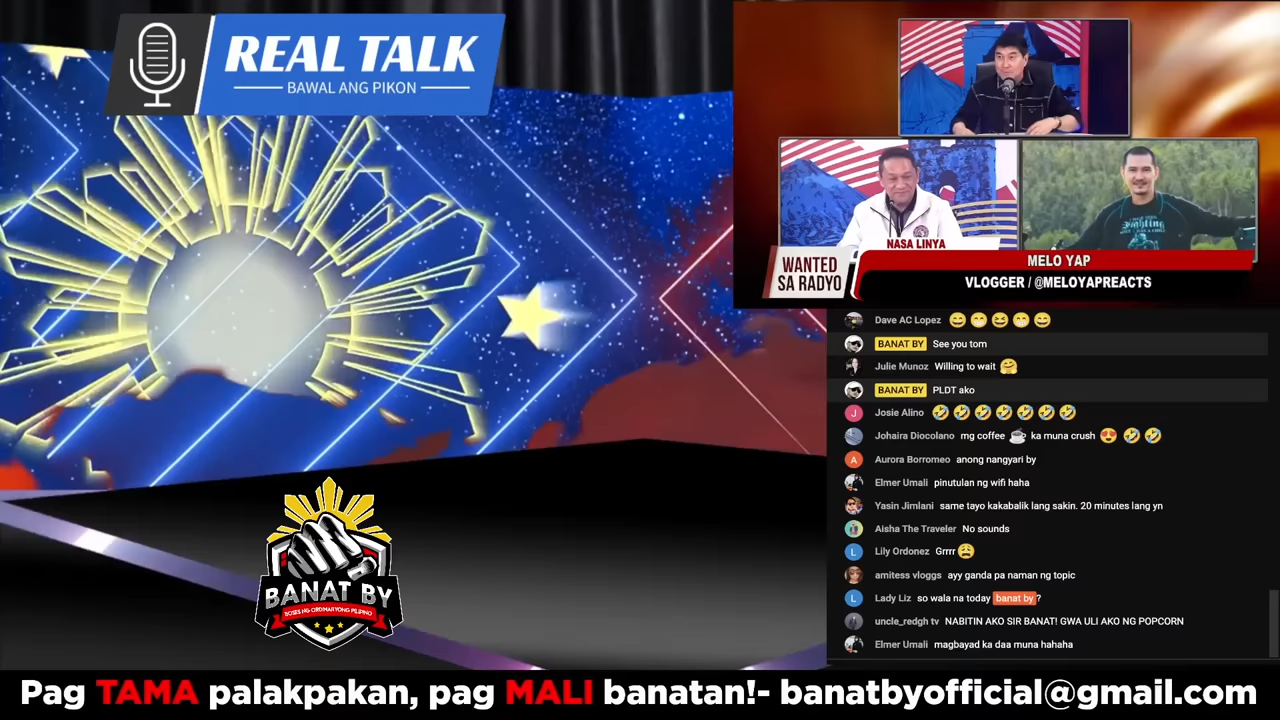 REAL TALK
BAWAL ANG PIKON
NASA LINYA
WANTED SA RADYO
MELO YAP
VLOGGER / @MELOYAPREACTS
Dave AC Lopez 😄😁😆😁😄
BANAT BY See you tom
Julie Munoz Willing to wait 🤗
BANAT BY PLDT ako
J Josie Alino 🤣🤣🤣🤣🤣🤣🤣
Johaira Diocolano mg coffee ☕ ka muna crush 😍🤣🤣
A Aurora Borromeo anong nangyari by
Elmer Umali pinutulan ng wifi haha
Yasin Jimlani same tayo kakabalik lang sakin. 20 minutes lang yn
Aisha The Traveler No sounds
L Lily Ordonez Grrrr 😩
amitess vloggs ayy ganda pa naman ng topic
L Lady Liz so wala na today banat by ?
uncle_redgh tv NABITIN AKO SIR BANAT! GWA ULI AKO NG POPCORN
Elmer Umali magbayad ka daa muna hahaha
BANAT BY
BOSES NG ORDINARYONG PILIPINO
Pag TAMA palakpakan, pag MALI banatan!- banatbyofficial@gmail.com